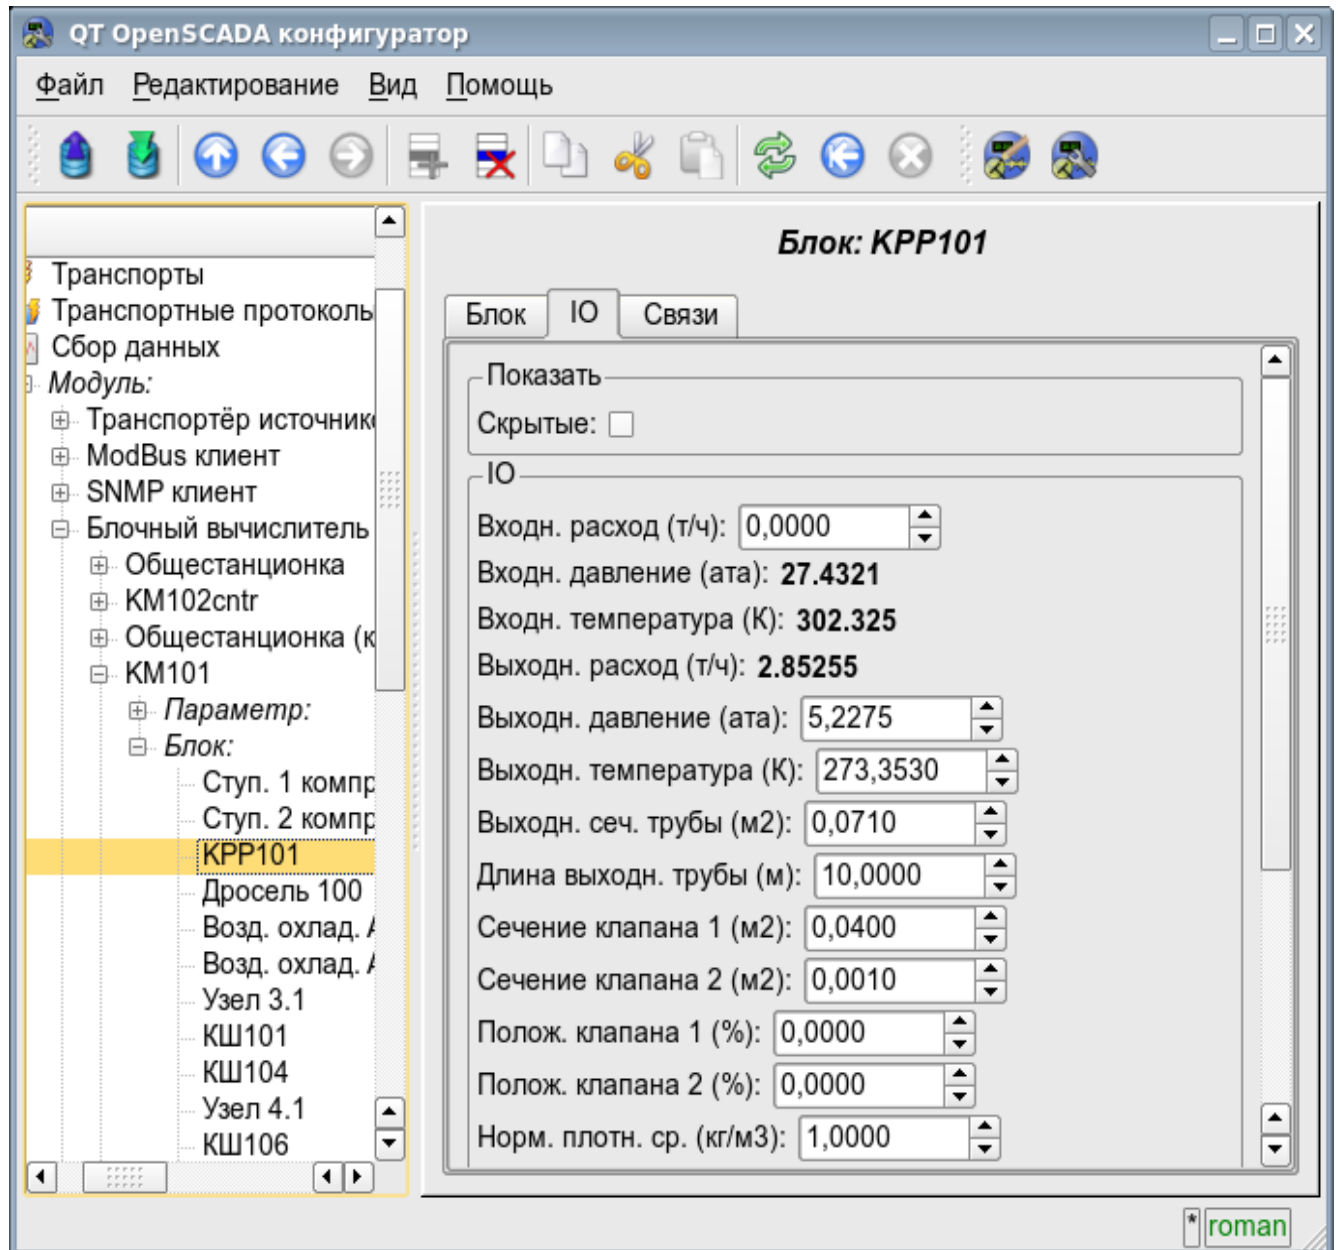 QT OpenSCADA конфигуратор
Файл Редактирование Вид Помощь
Транспорты
Транспортные протоколы
Сбор данных
Модуль:
Транспортёр источнико
ModBus клиент
SNMP клиент
Блочный вычислитель
Общестанционка
KM102cntr
Общестанционка (к
KM101
Параметр:
Блок:
Ступ. 1 компр
Ступ. 2 компр
KPP101
Дросель 100
Возд. охлад. А
Возд. охлад. А
Узел 3.1
КШ101
КШ104
Узел 4.1
КШ106
Блок: KPP101
Блок IO Связи
Показать
Скрытые:
IO
Входн. расход (т/ч): 0,0000
Входн. давление (ата): 27.4321
Входн. температура (К): 302.325
Выходн. расход (т/ч): 2.85255
Выходн. давление (ата): 5,2275
Выходн. температура (К): 273,3530
Выходн. сеч. трубы (м2): 0,0710
Длина выходн. трубы (м): 10,0000
Сечение клапана 1 (м2): 0,0400
Сечение клапана 2 (м2): 0,0010
Полож. клапана 1 (%): 0,0000
Полож. клапана 2 (%): 0,0000
Норм. плотн. ср. (кг/м3): 1,0000
* roman